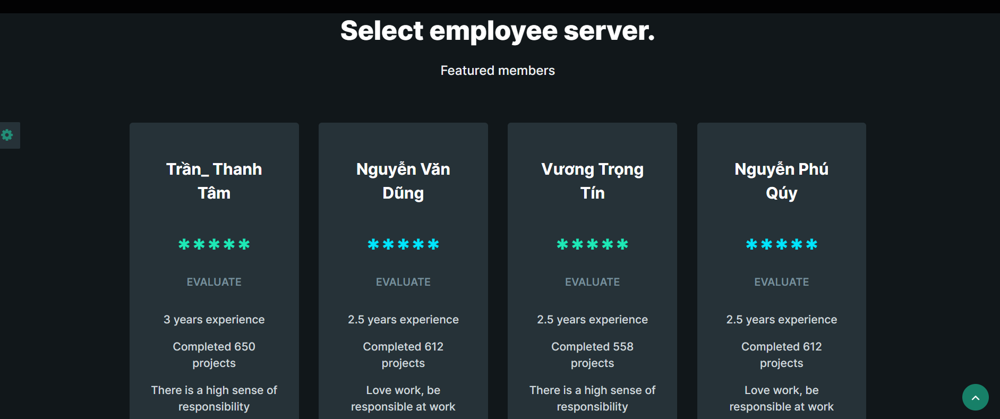 Select employee server.
Featured members
Trần_ Thanh
Tâm
*****
EVALUATE
3 years experience
Completed 650
projects
There is a high sense of
responsibility
Nguyễn Văn
Dũng
*****
EVALUATE
2.5 years experience
Completed 612
projects
Love work, be
responsible at work
Vương Trọng
Tín
*****
EVALUATE
2.5 years experience
Completed 558
projects
There is a high sense of
responsibility
Nguyễn Phú
Qúy
*****
EVALUATE
2.5 years experience
Completed 612
projects
Love work, be
responsible at work